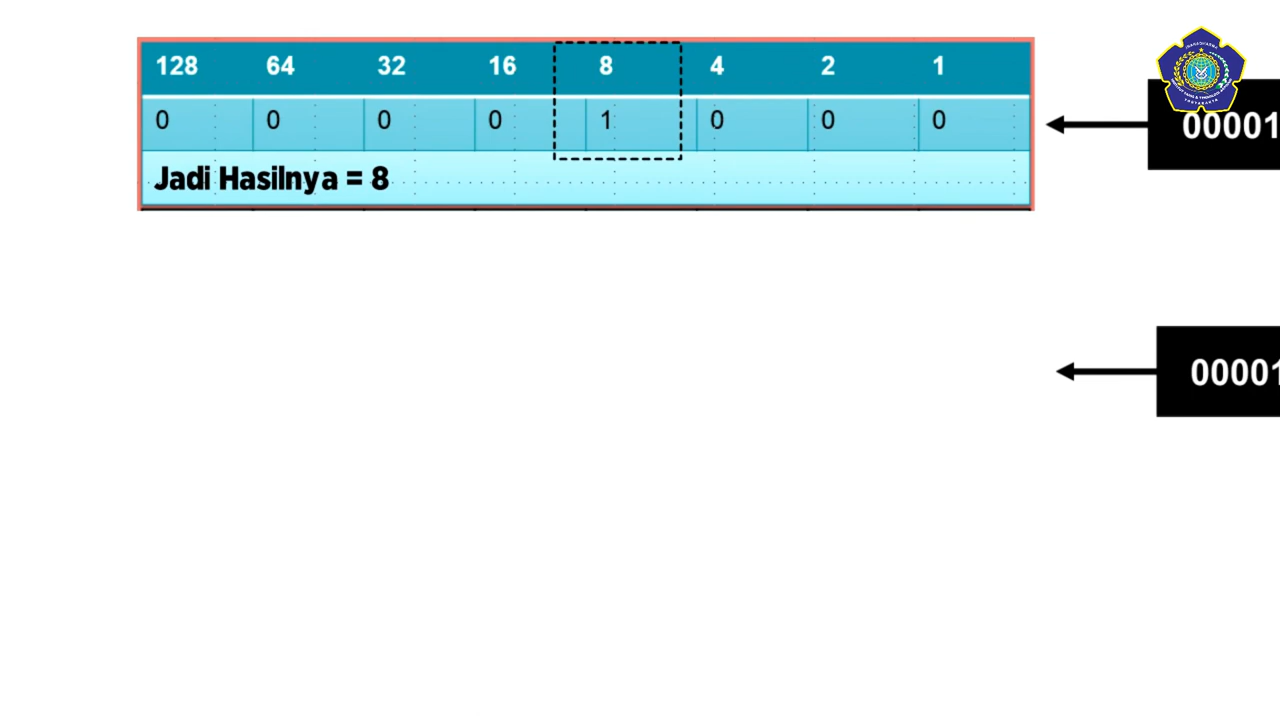 128 64 32 16 8 4 2 1
0 0 0 0 1 0 0 0
00001
Jadi Hasilnya = 8
00001